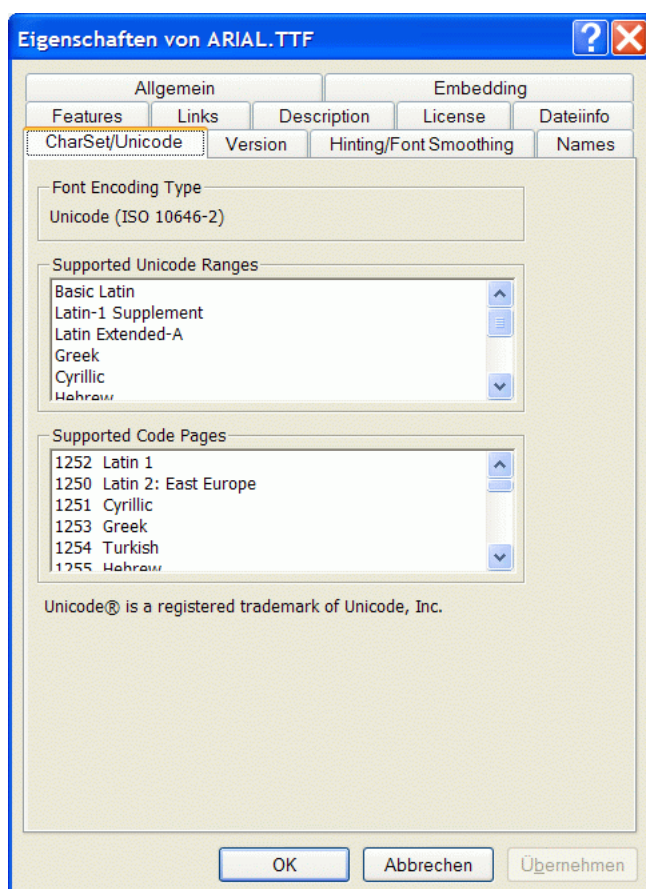 Eigenschaften von ARIAL.TTF
Allgemein Embedding
Features Links Description License Dateiinfo
CharSet/Unicode Version Hinting/Font Smoothing Names
Font Encoding Type
Unicode (ISO 10646-2)
Supported Unicode Ranges
Basic Latin
Latin-1 Supplement
Latin Extended-A
Greek
Cyrillic
Hebrew
Supported Code Pages
1252 Latin 1
1250 Latin 2: East Europe
1251 Cyrillic
1253 Greek
1254 Turkish
1255 Hebrew
Unicode® is a registered trademark of Unicode, Inc.
OK Abbrechen Übernehmen